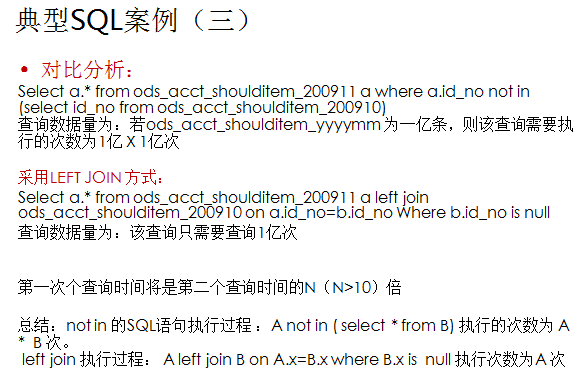 典型SQL案例（三）
• 对比分析：
Select a.* from ods_acct_shoulditem_200911 a where a.id_no not in
(select id_no from ods_acct_shoulditem_200910)
查询数据量为：若ods_acct_shoulditem_yyyymm 为一亿条，则该查询需要执
行的次数为1亿 X 1亿次
采用LEFT JOIN 方式：
Select a.* from ods_acct_shoulditem_200911 a left join
ods_acct_shoulditem_200910 on a.id_no=b.id_no Where b.id_no is null
查询数据量为：该查询只需要查询1亿次
第一次个查询时间将是第二个查询时间的N（N>10）倍
总结：not in 的SQL语句执行过程 ：A not in ( select * from B) 执行的次数为 A
* B 次。
left join 执行过程： A left join B on A.x=B.x where B.x is null 执行次数为A 次